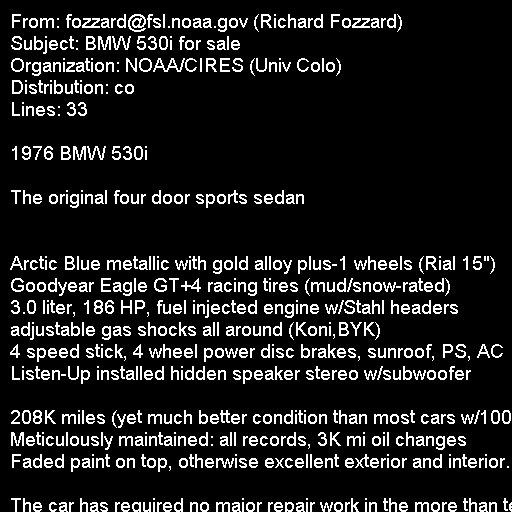 From: fozzard@fsl.noaa.gov (Richard Fozzard)
Subject: BMW 530i for sale
Organization: NOAA/CIRES (Univ Colo)
Distribution: co
Lines: 33
1976 BMW 530i
The original four door sports sedan
Arctic Blue metallic with gold alloy plus-1 wheels (Rial 15")
Goodyear Eagle GT+4 racing tires (mud/snow-rated)
3.0 liter, 186 HP, fuel injected engine w/Stahl headers
adjustable gas shocks all around (Koni,BYK)
4 speed stick, 4 wheel power disc brakes, sunroof, PS, AC
Listen-Up installed hidden speaker stereo w/subwoofer
208K miles (yet much better condition than most cars w/100
Meticulously maintained: all records, 3K mi oil changes
Faded paint on top, otherwise excellent exterior and interior.
The car has required no major repair work in the more than